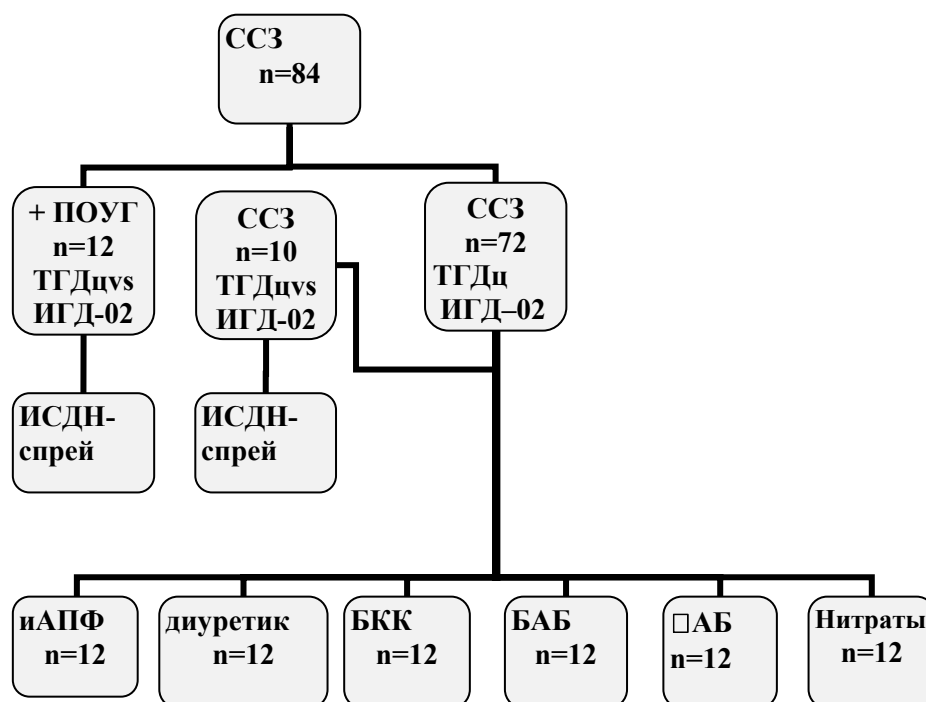 ССЗ
n=84
+ ПОУГ
n=12
ТГДцvs
ИГД-02
ССЗ
n=10
ТГДцvs
ИГД-02
ССЗ
n=72
ТГДц
ИГД–02
ИСДН-
спрей
ИСДН-
спрей
иАПФ
n=12
диуретик
n=12
БКК
n=12
БАБ
n=12
□АБ
n=12
Нитраты
n=12